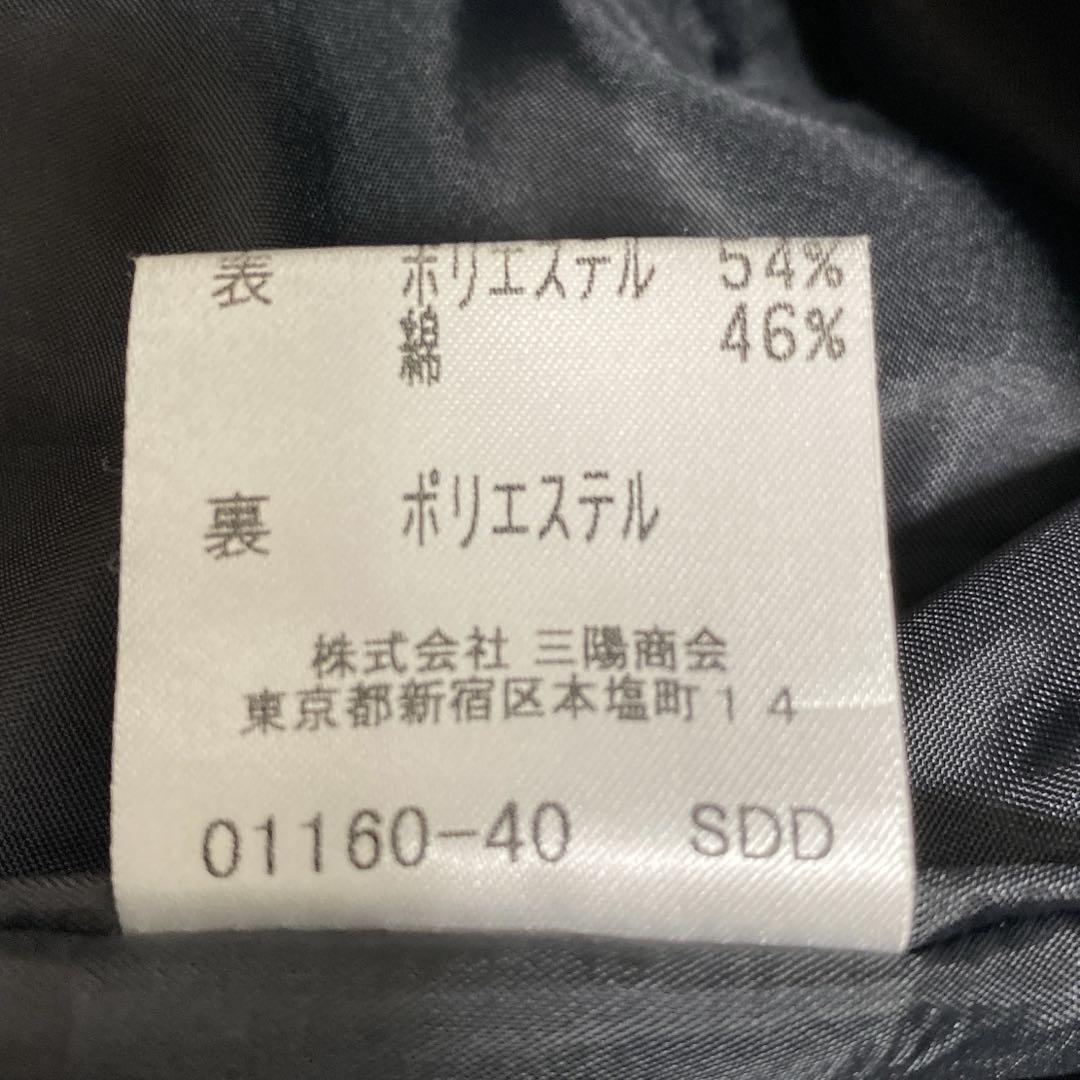 表 ポリエステル 54%
綿 46%
裏 ポリエステル
株式会社 三陽商会
東京都新宿区本塩町14
01160-40 SDD